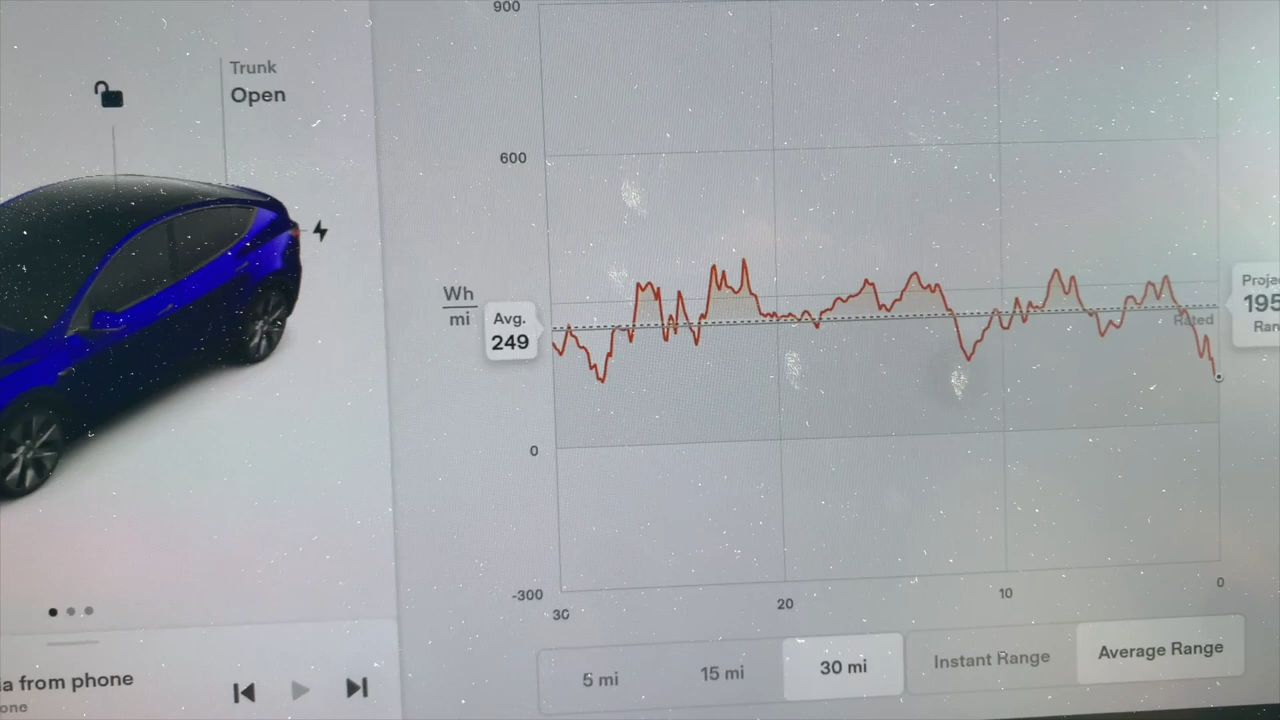 Trunk
Open
900
600
Wh
mi
Avg.
249
0
-300
30
20
10
0
Rated
195
5 mi
15 mi
30 mi
Instant Range
Average Range
from phone